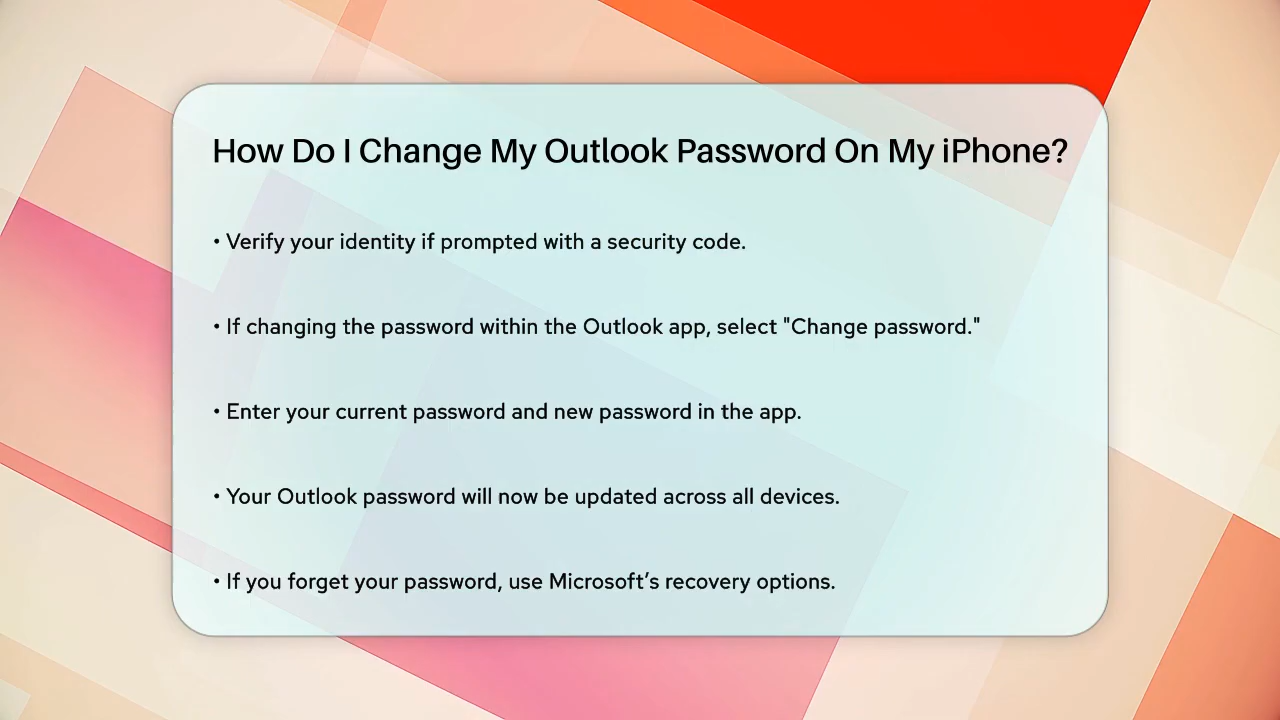 How Do I Change My Outlook Password On My iPhone?
• Verify your identity if prompted with a security code.
• If changing the password within the Outlook app, select "Change password."
• Enter your current password and new password in the app.
• Your Outlook password will now be updated across all devices.
• If you forget your password, use Microsoft’s recovery options.